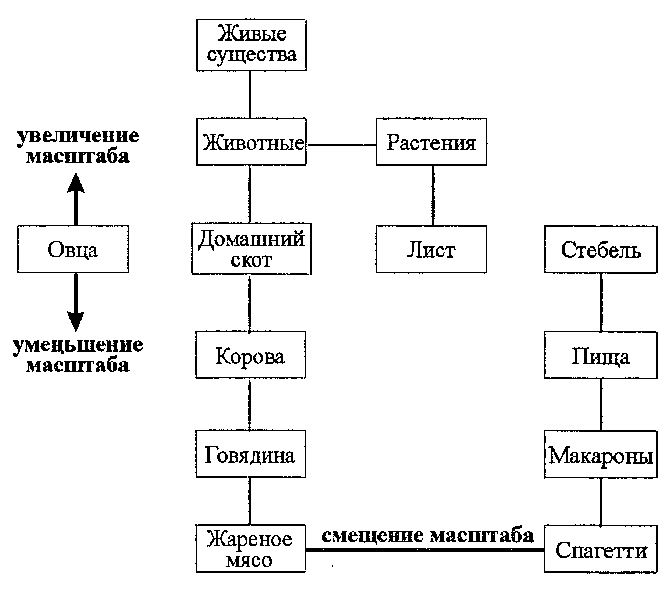 Живые
существа
увеличение
масштаба
Животные
Растения
Овца
Домашний
скот
Лист
Стебель
уменьшение
масштаба
Корова
Пища
Говядина
Макароны
Жареное
мясо
смещение масштаба
Спагетти